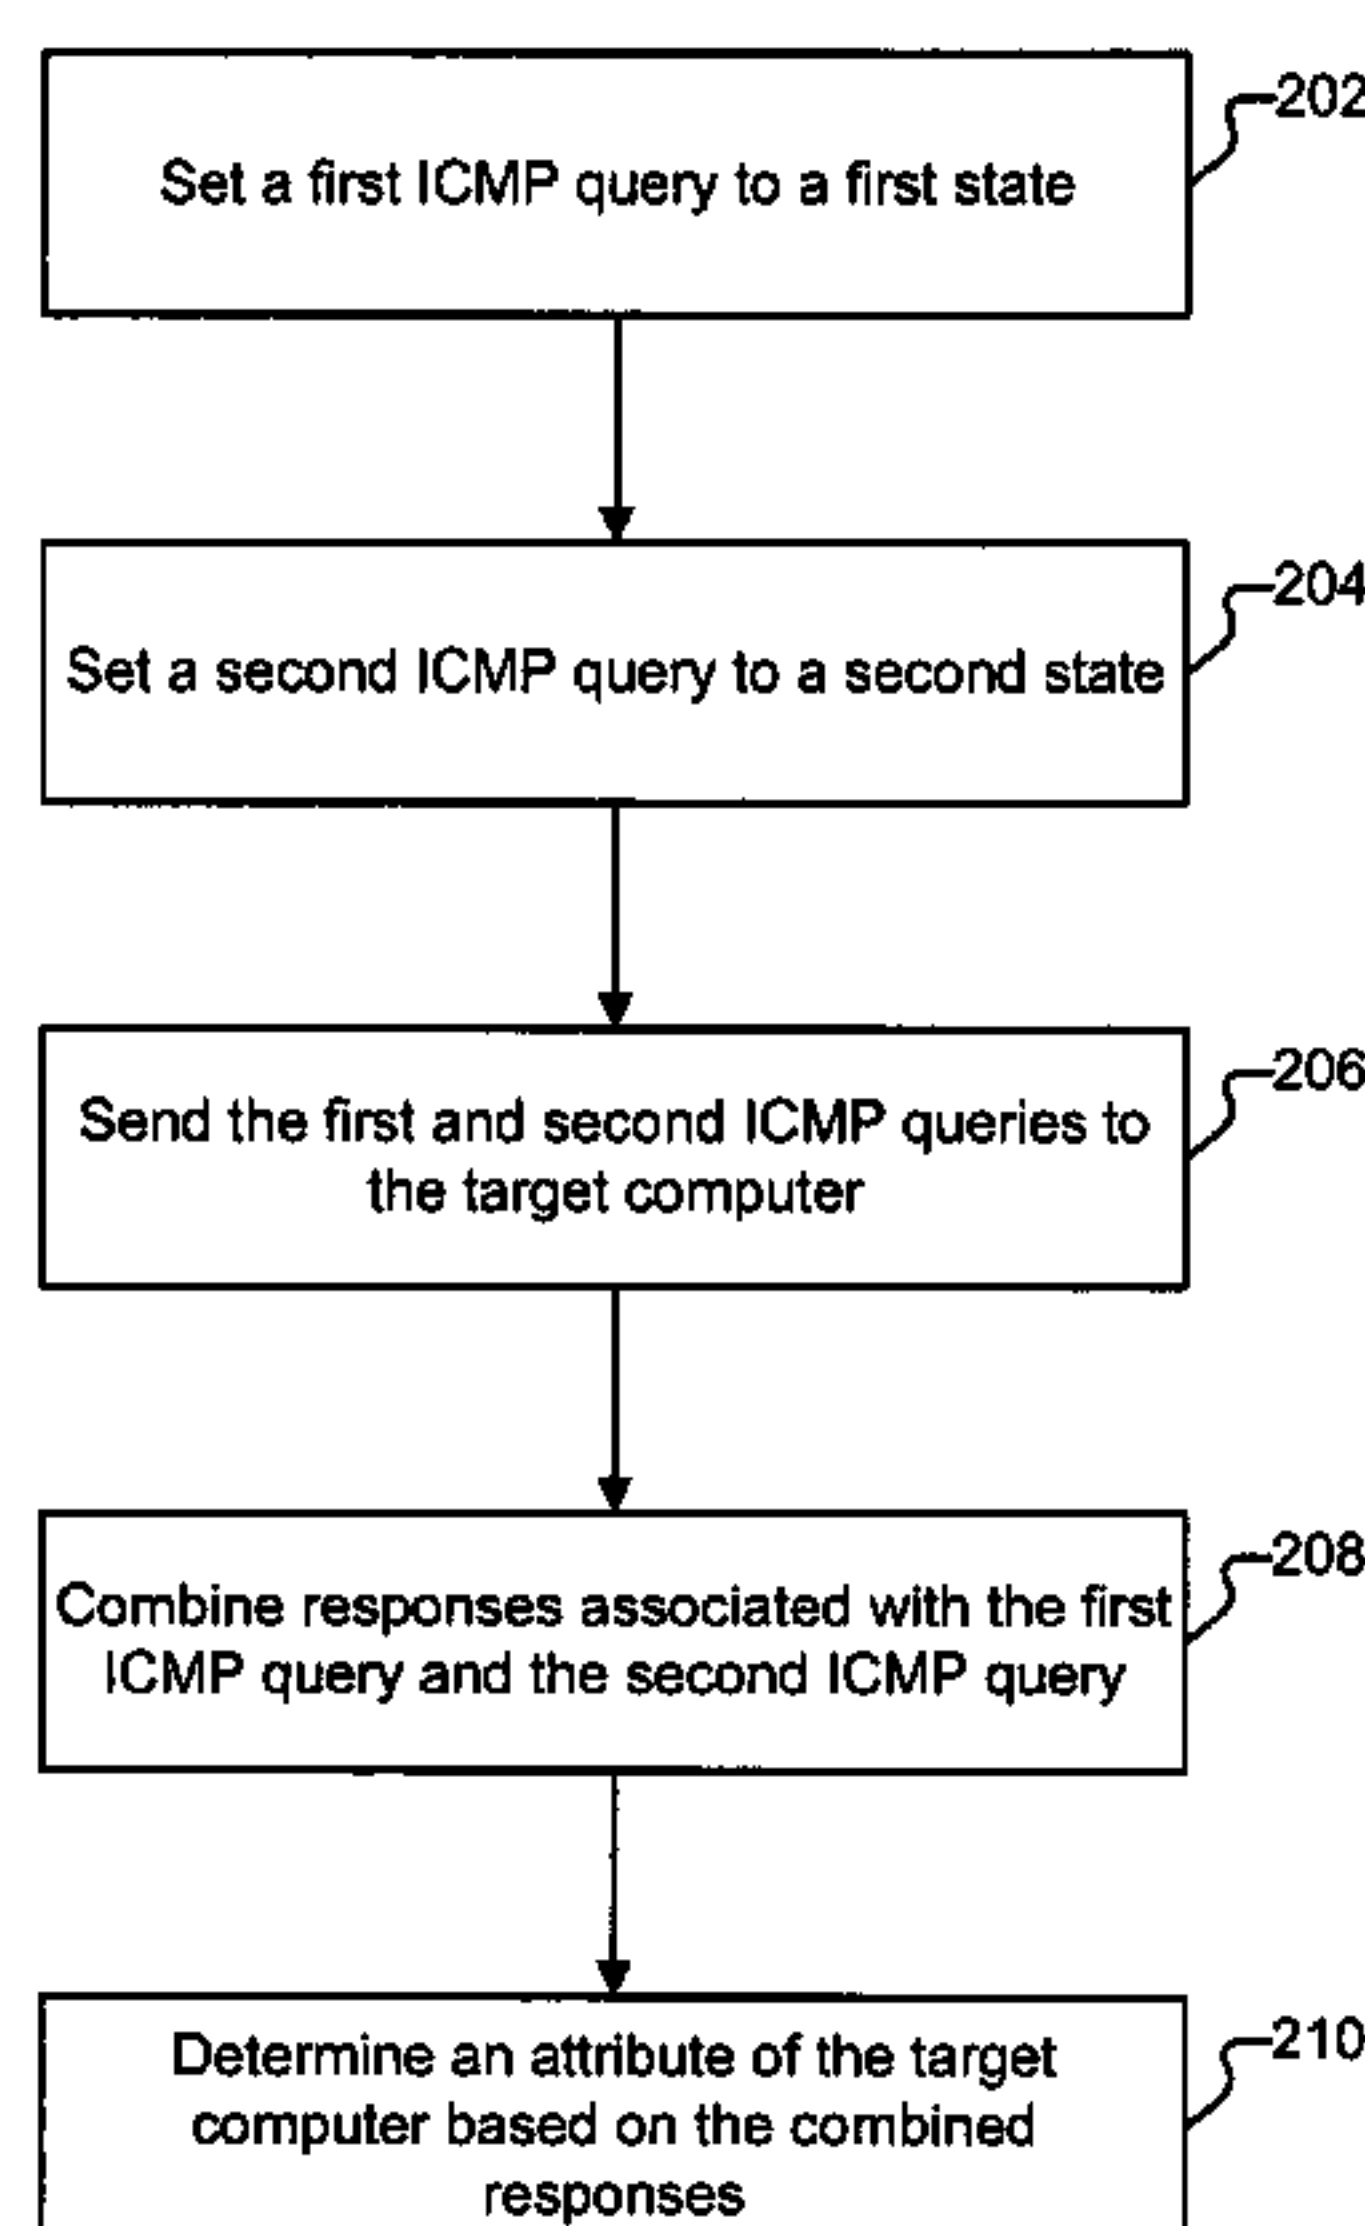 202
Set a first ICMP query to a first state
204
Set a second ICMP query to a second state
206
Send the first and second ICMP queries to
the target computer
208
Combine responses associated with the first
ICMP query and the second ICMP query
210
Determine an attribute of the target
computer based on the combined
responses